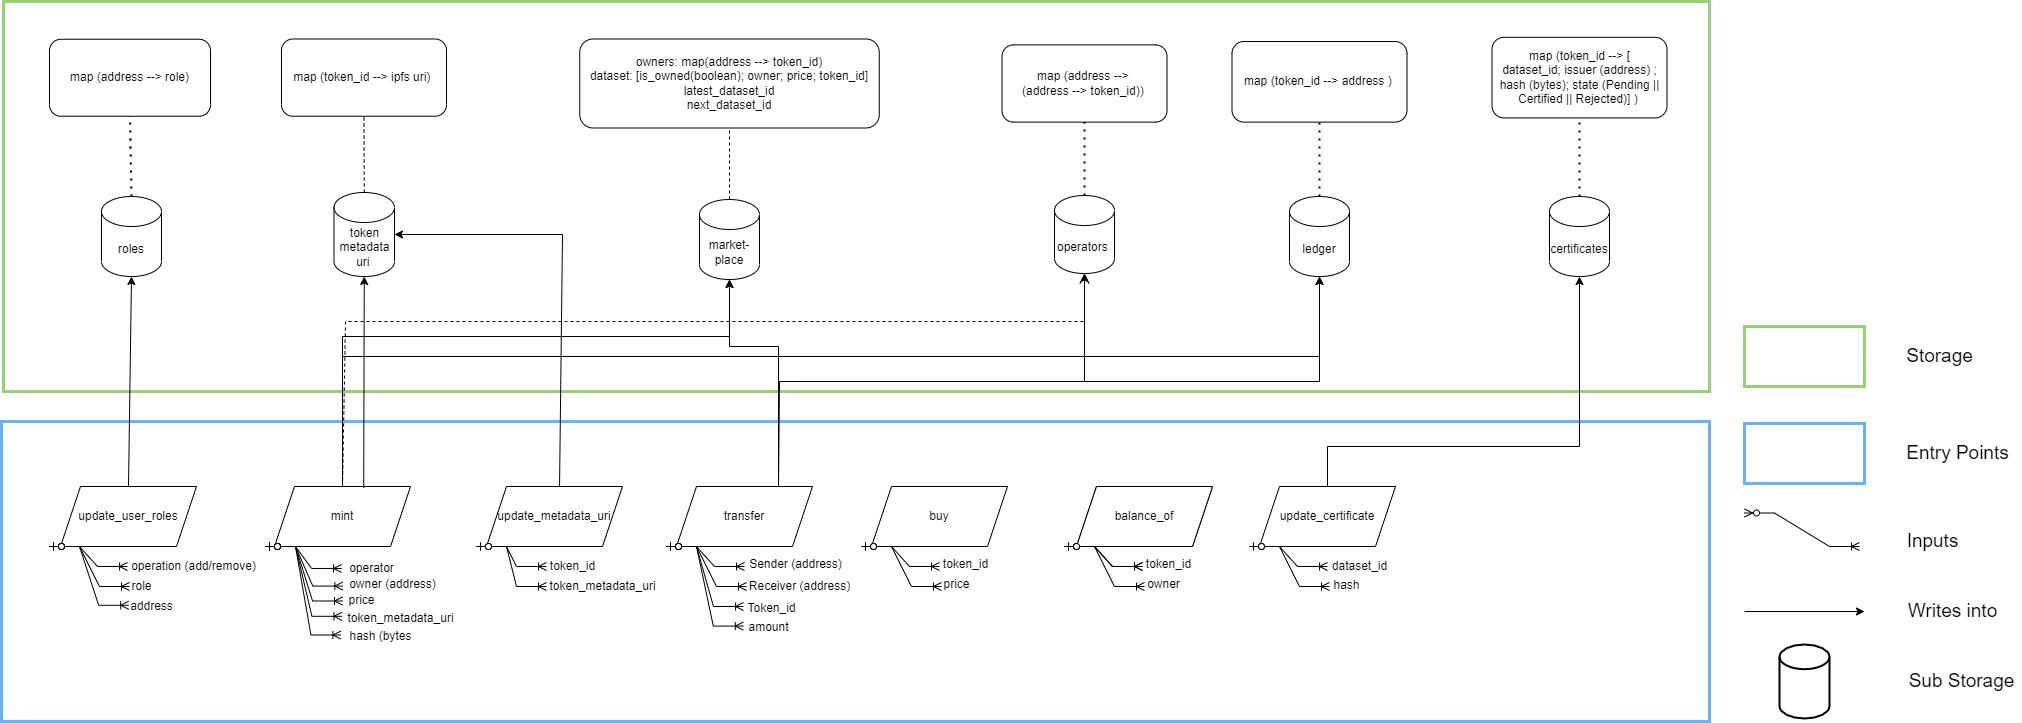 map (address --> role)
map (token_id --> ipfs uri)
owners: map(address --> token_id)
dataset: [is_owned(boolean); owner; price; token_id]
latest_dataset_id
next_dataset_id
map (address -->
(address --> token_id))
map (token_id --> address )
map (token_id --> [
dataset_id; issuer (address) ;
hash (bytes); state (Pending ||
Certified || Rejected)] )
roles
token
metadata
uri
market-
place
operators
ledger
certificates
update_user_roles
operation (add/remove)
role
address
mint
operator
owner (address)
price
token_metadata_uri
hash (bytes
update_metadata_uri
token_id
token_metadata_uri
transfer
Sender (address)
Receiver (address)
Token_id
amount
buy
token_id
price
balance_of
token_id
owner
update_certificate
dataset_id
hash
Storage
Entry Points
Inputs
Writes into
Sub Storage